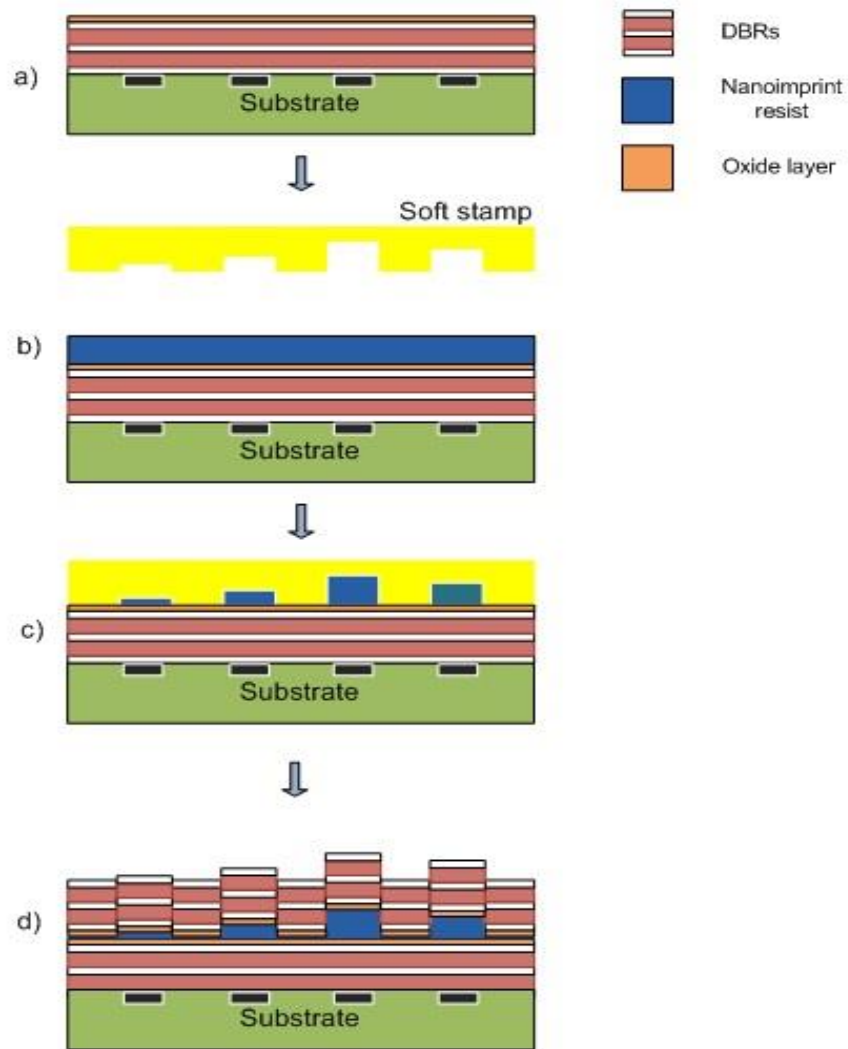 a)
Substrate
DBRs
Nanoimprint
resist
Oxide layer
Soft stamp
b)
Substrate
c)
Substrate
d)
Substrate